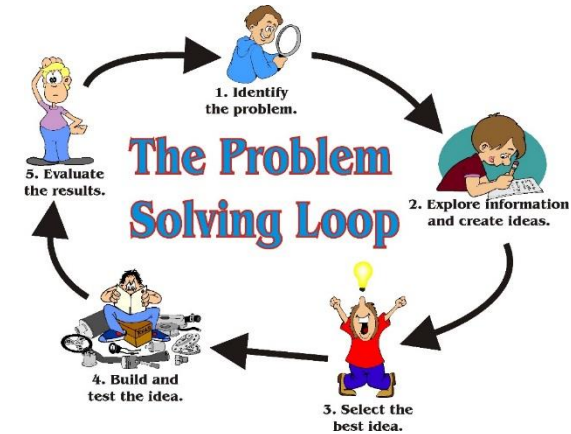 The Problem
Solving Loop
1. Identify
the problem.
2. Explore information
and create ideas.
3. Select the
best idea.
4. Build and
test the idea.
5. Evaluate
the results.